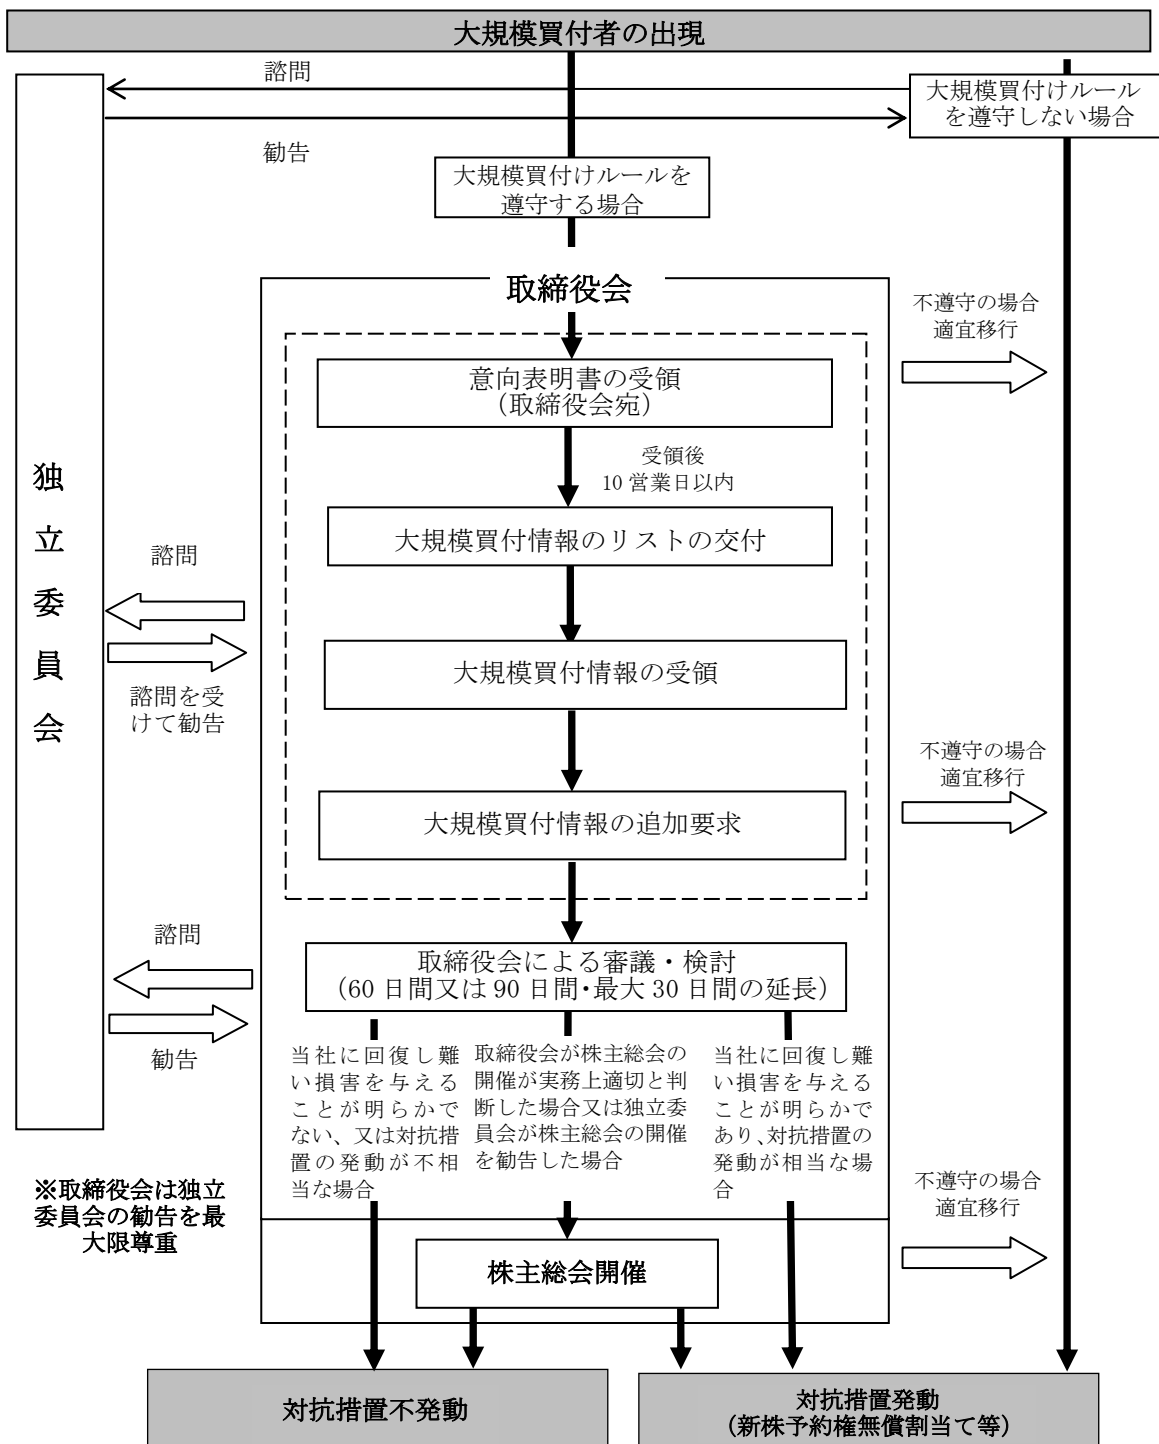 大規模買付者の出現
諮問
大規模買付けルール
を遵守しない場合
勧告
大規模買付けルールを
遵守する場合
取締役会
不遵守の場合
適宜移行
意向表明書の受領
（取締役会宛）
受領後
10 営業日以内
大規模買付情報のリストの交付
諮問
諮問を受
けて勧告
独
立
委
員
会
大規模買付情報の受領
不遵守の場合
適宜移行
大規模買付情報の追加要求
諮問
勧告
取締役会による審議・検討
（60 日間又は 90 日間・最大 30 日間の延長）
当社に回復し難
い損害を与える
ことが明らかで
ない、又は対抗措
置の発動が不相
当な場合
取締役会が株主総会の
開催が実務上適切と判
断した場合又は独立委
員会が株主総会の開催
を勧告した場合
当社に回復し難
い損害を与える
ことが明らかで
あり、対抗措置の
発動が相当な場
合
※取締役会は独立
委員会の勧告を最
大限尊重
不遵守の場合
適宜移行
株主総会開催
対抗措置不発動
対抗措置発動
（新株予約権無償割当て等）